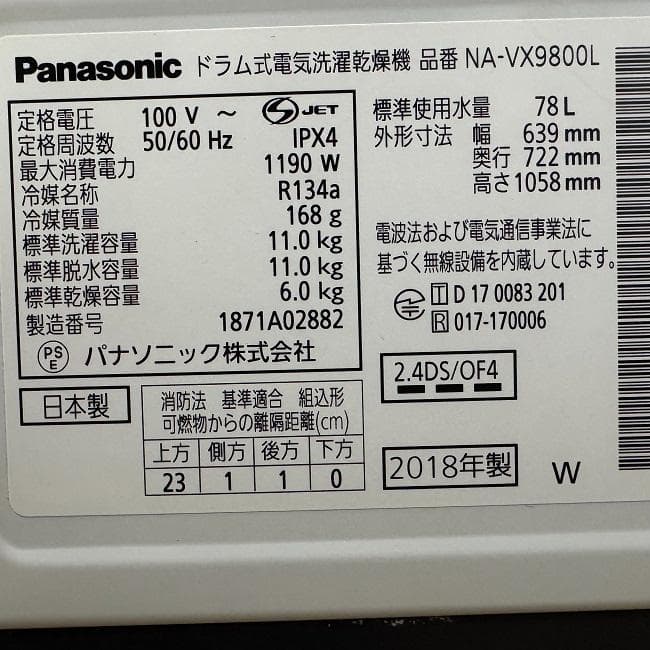 Panasonic ドラム式電気洗濯乾燥機 品番 NA-VX9800L
定格電圧 100 V ～ S JET
定格周波数 50/60 Hz IPX4
最大消費電力 1190 W
冷媒名称 R134a
冷媒質量 168 g
標準洗濯容量 11.0 kg
標準脱水容量 11.0 kg
標準乾燥容量 6.0 kg
製造番号 1871A02882
PS E パナソニック株式会社
標準使用水量 78 L
外形寸法 幅 639 mm
奥行 722 mm
高さ 1058 mm
電波法および電気通信事業法に
基づく無線設備を内蔵しています。
T D 17 0083 201
R 017-170006
2.4DS/OF4
日本製
消防法 基準適合 組込形
可燃物からの離隔距離(cm)
上方 側方 後方 下方
23 1 1 0
2018年製 W